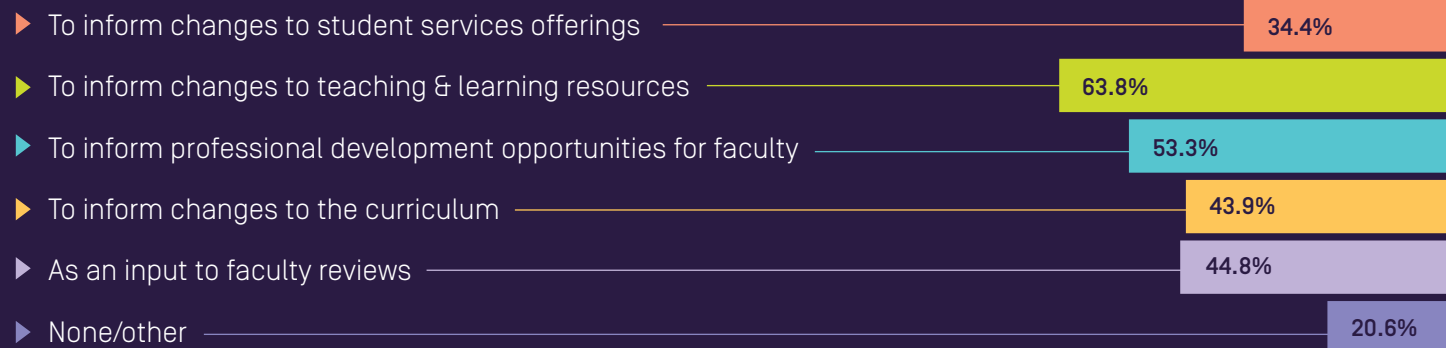 To inform changes to student services offerings 34.4%
To inform changes to teaching & learning resources 63.8%
To inform professional development opportunities for faculty 53.3%
To inform changes to the curriculum 43.9%
As an input to faculty reviews 44.8%
None/other 20.6%